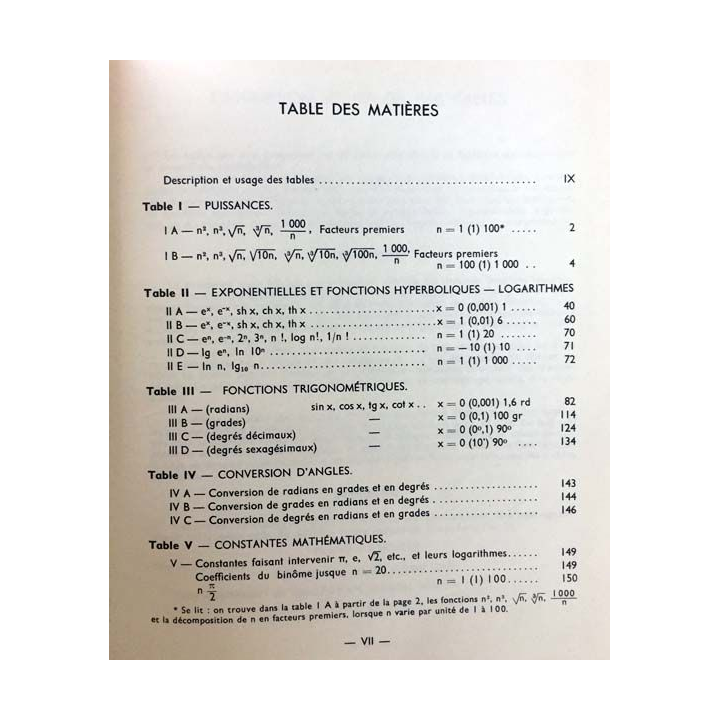 TABLE DES MATIÈRES
Description et usage des tables ........................................ IX
Table I — PUISSANCES.
I A — n², n³, √n, ∛n, 1 000/n, Facteurs premiers n = 1 (1) 100* ..... 2
I B — n², n³, √n, √10n, ∛n, ∛10n, ∛100n, 1 000/n, Facteurs premiers
n = 100 (1) 1 000 .. 4
Table II — EXPONENTIELLES ET FONCTIONS HYPERBOLIQUES — LOGARITHMES
II A — eˣ, e⁻ˣ, sh x, ch x, th x ........................ x = 0 (0,001) 1 ..... 40
II B — eˣ, e⁻ˣ, sh x, ch x, th x ........................ x = 1 (0,01) 6 ...... 60
II C — eⁿ, e⁻ⁿ, 2ⁿ, 3ⁿ, n !, log n!, 1/n ! .............. n = 1 (1) 20 ....... 70
II D — lg eⁿ, ln 10ⁿ ............................ n = — 10 (1) 10 .... 71
II E — ln n, lg₁₀ n .............................. n = 1 (1) 1 000 ...... 72
Table III — FONCTIONS TRIGONOMÉTRIQUES.
III A — (radians) sin x, cos x, tg x, cot x .. x = 0 (0,001) 1,6 rd 82
III B — (grades) — x = 0 (0,1) 100 gr 114
III C — (degrés décimaux) — x = 0 (0º,1) 90º 124
III D — (degrés sexagésimaux) — x = 0 (10') 90º .... 134
Table IV — CONVERSION D'ANGLES.
IV A — Conversion de radians en grades et en degrés ................... 143
IV B — Conversion de grades en radians et en degrés ................... 144
IV C — Conversion de degrés en radians et en grades ................... 146
Table V — CONSTANTES MATHÉMATIQUES.
V — Constantes faisant intervenir π, e, √2, etc., et leurs logarithmes...... 149
Coefficients du binôme jusque n = 20............................ 149
n π/2 n = 1 (1) 100...... 150
* Se lit : on trouve dans la table I A à partir de la page 2, les fonctions n², n³, √n, ∛n, 1 000/n
et la décomposition de n en facteurs premiers, lorsque n varie par unité de 1 à 100.
— VII —